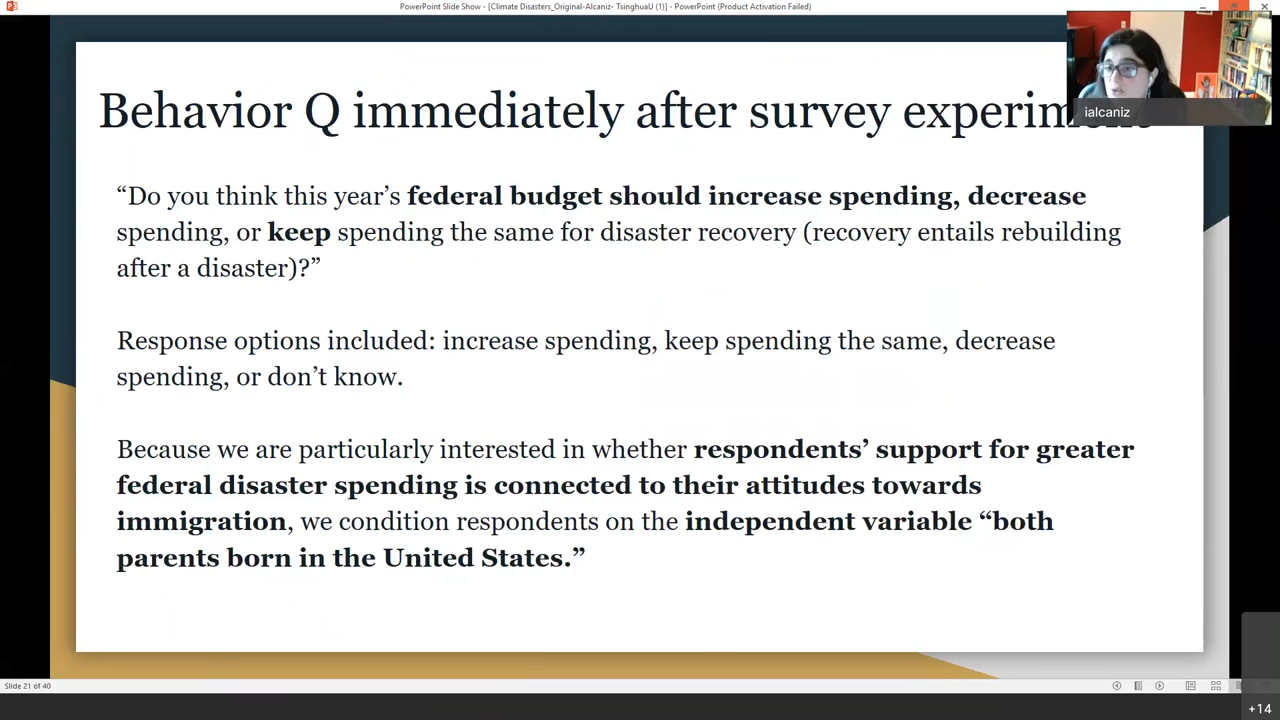 PowerPoint Slide Show - [Climate Disasters_Original-Alcaniz- TsinghuaU (1)] - PowerPoint (Product Activation Failed)
Behavior Q immediately after survey experiment
ialcaniz
“Do you think this year’s federal budget should increase spending, decrease
spending, or keep spending the same for disaster recovery (recovery entails rebuilding
after a disaster)?”
Response options included: increase spending, keep spending the same, decrease
spending, or don’t know.
Because we are particularly interested in whether respondents’ support for greater
federal disaster spending is connected to their attitudes towards
immigration, we condition respondents on the independent variable “both
parents born in the United States.”
Slide 21 of 40
+14